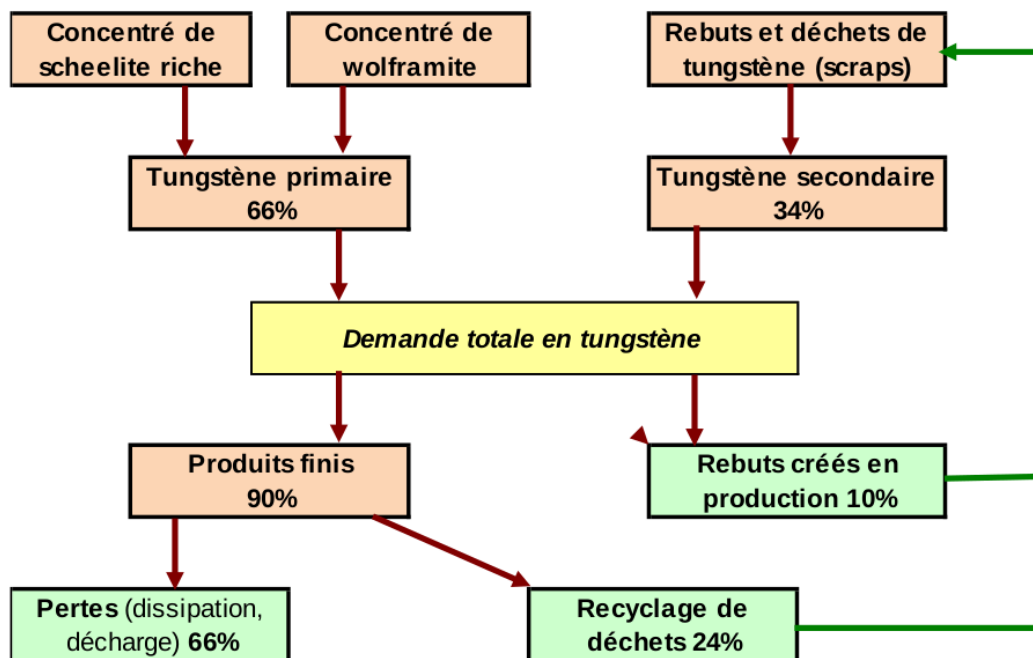 Concentré de
scheelite riche
Concentré de
wolframite
Rebuts et déchets de
tungstène (scraps)
Tungstène primaire
66%
Tungstène secondaire
34%
Demande totale en tungstène
Produits finis
90%
Rebuts créés en
production 10%
Pertes (dissipation,
décharge) 66%
Recyclage de
déchets 24%